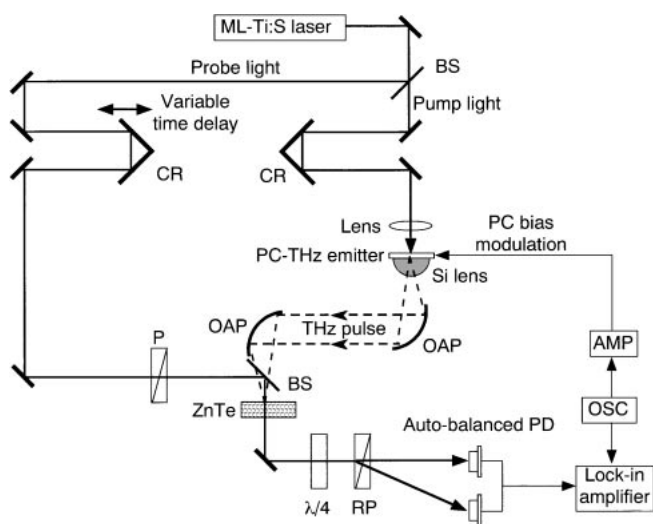 ML-Ti:S laser
BS
Probe light
Pump light
Variable
time delay
CR
CR
Lens
PC bias
modulation
PC-THz emitter
Si lens
OAP
THz pulse
OAP
AMP
P
BS
ZnTe
OSC
Auto-balanced PD
Lock-in
amplifier
λ/4
RP